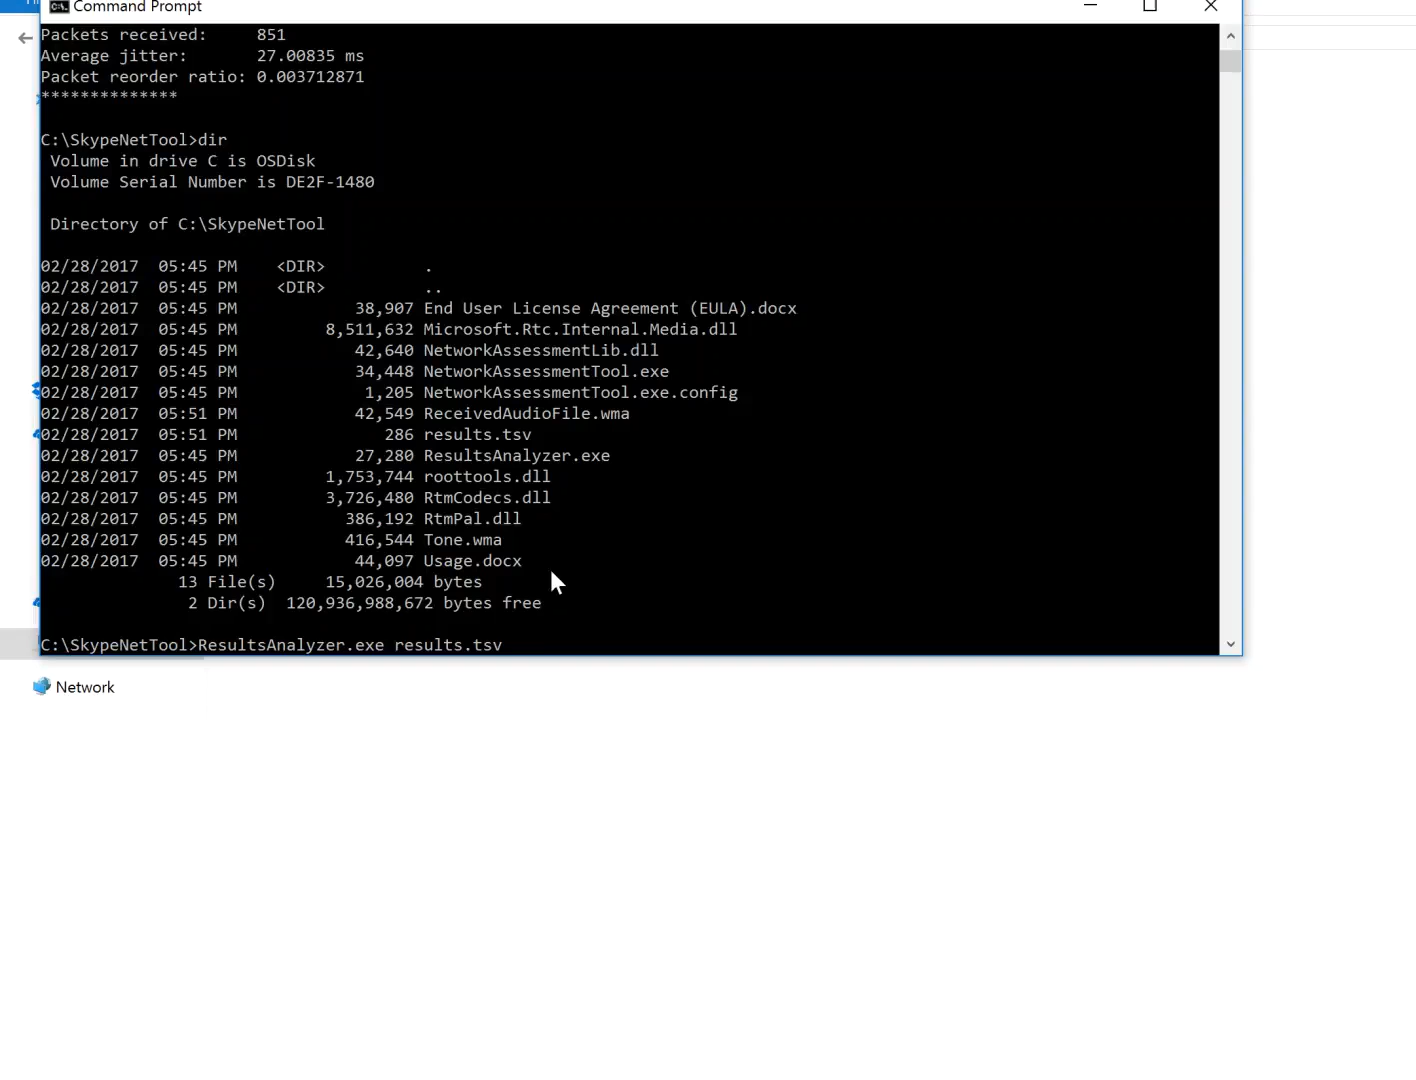 Command Prompt
Packets received:     851
Average jitter:       27.00835 ms
Packet reorder ratio: 0.003712871
**************
C:\SkypeNetTool>dir
 Volume in drive C is OSDisk
 Volume Serial Number is DE2F-1480
 Directory of C:\SkypeNetTool
02/28/2017  05:45 PM    <DIR>          .
02/28/2017  05:45 PM    <DIR>          ..
02/28/2017  05:45 PM            38,907 End User License Agreement (EULA).docx
02/28/2017  05:45 PM         8,511,632 Microsoft.Rtc.Internal.Media.dll
02/28/2017  05:45 PM            42,640 NetworkAssessmentLib.dll
02/28/2017  05:45 PM            34,448 NetworkAssessmentTool.exe
02/28/2017  05:45 PM             1,205 NetworkAssessmentTool.exe.config
02/28/2017  05:51 PM            42,549 ReceivedAudioFile.wma
02/28/2017  05:51 PM               286 results.tsv
02/28/2017  05:45 PM            27,280 ResultsAnalyzer.exe
02/28/2017  05:45 PM         1,753,744 roottools.dll
02/28/2017  05:45 PM         3,726,480 RtmCodecs.dll
02/28/2017  05:45 PM           386,192 RtmPal.dll
02/28/2017  05:45 PM           416,544 Tone.wma
02/28/2017  05:45 PM            44,097 Usage.docx
              13 File(s)     15,026,004 bytes
               2 Dir(s)  120,936,988,672 bytes free
C:\SkypeNetTool>ResultsAnalyzer.exe results.tsv
Network